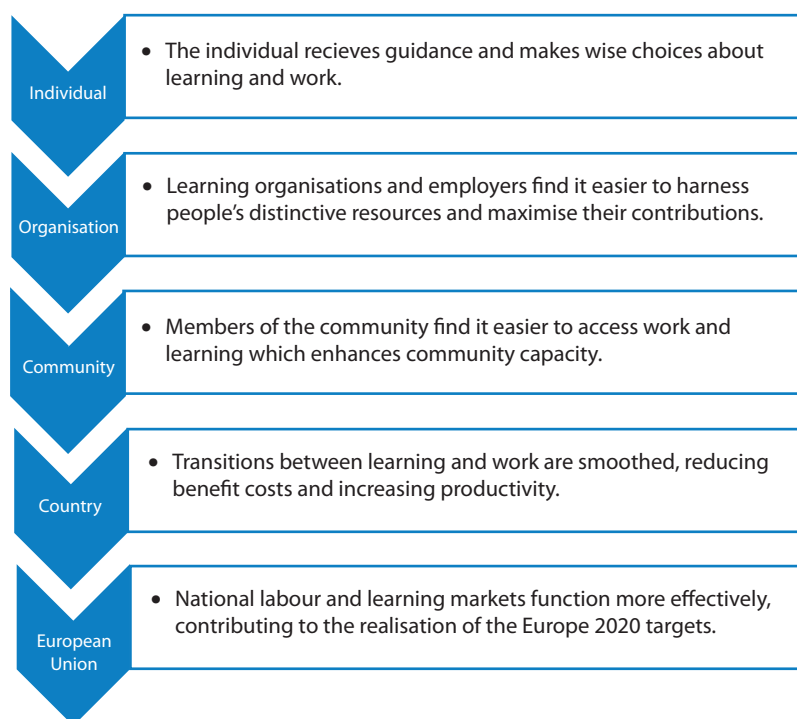 Individual
• The individual recieves guidance and makes wise choices about
learning and work.
Organisation
• Learning organisations and employers find it easier to harness
people's distinctive resources and maximise their contributions.
Community
• Members of the community find it easier to access work and
learning which enhances community capacity.
Country
• Transitions between learning and work are smoothed, reducing
benefit costs and increasing productivity.
European
Union
• National labour and learning markets function more effectively,
contributing to the realisation of the Europe 2020 targets.